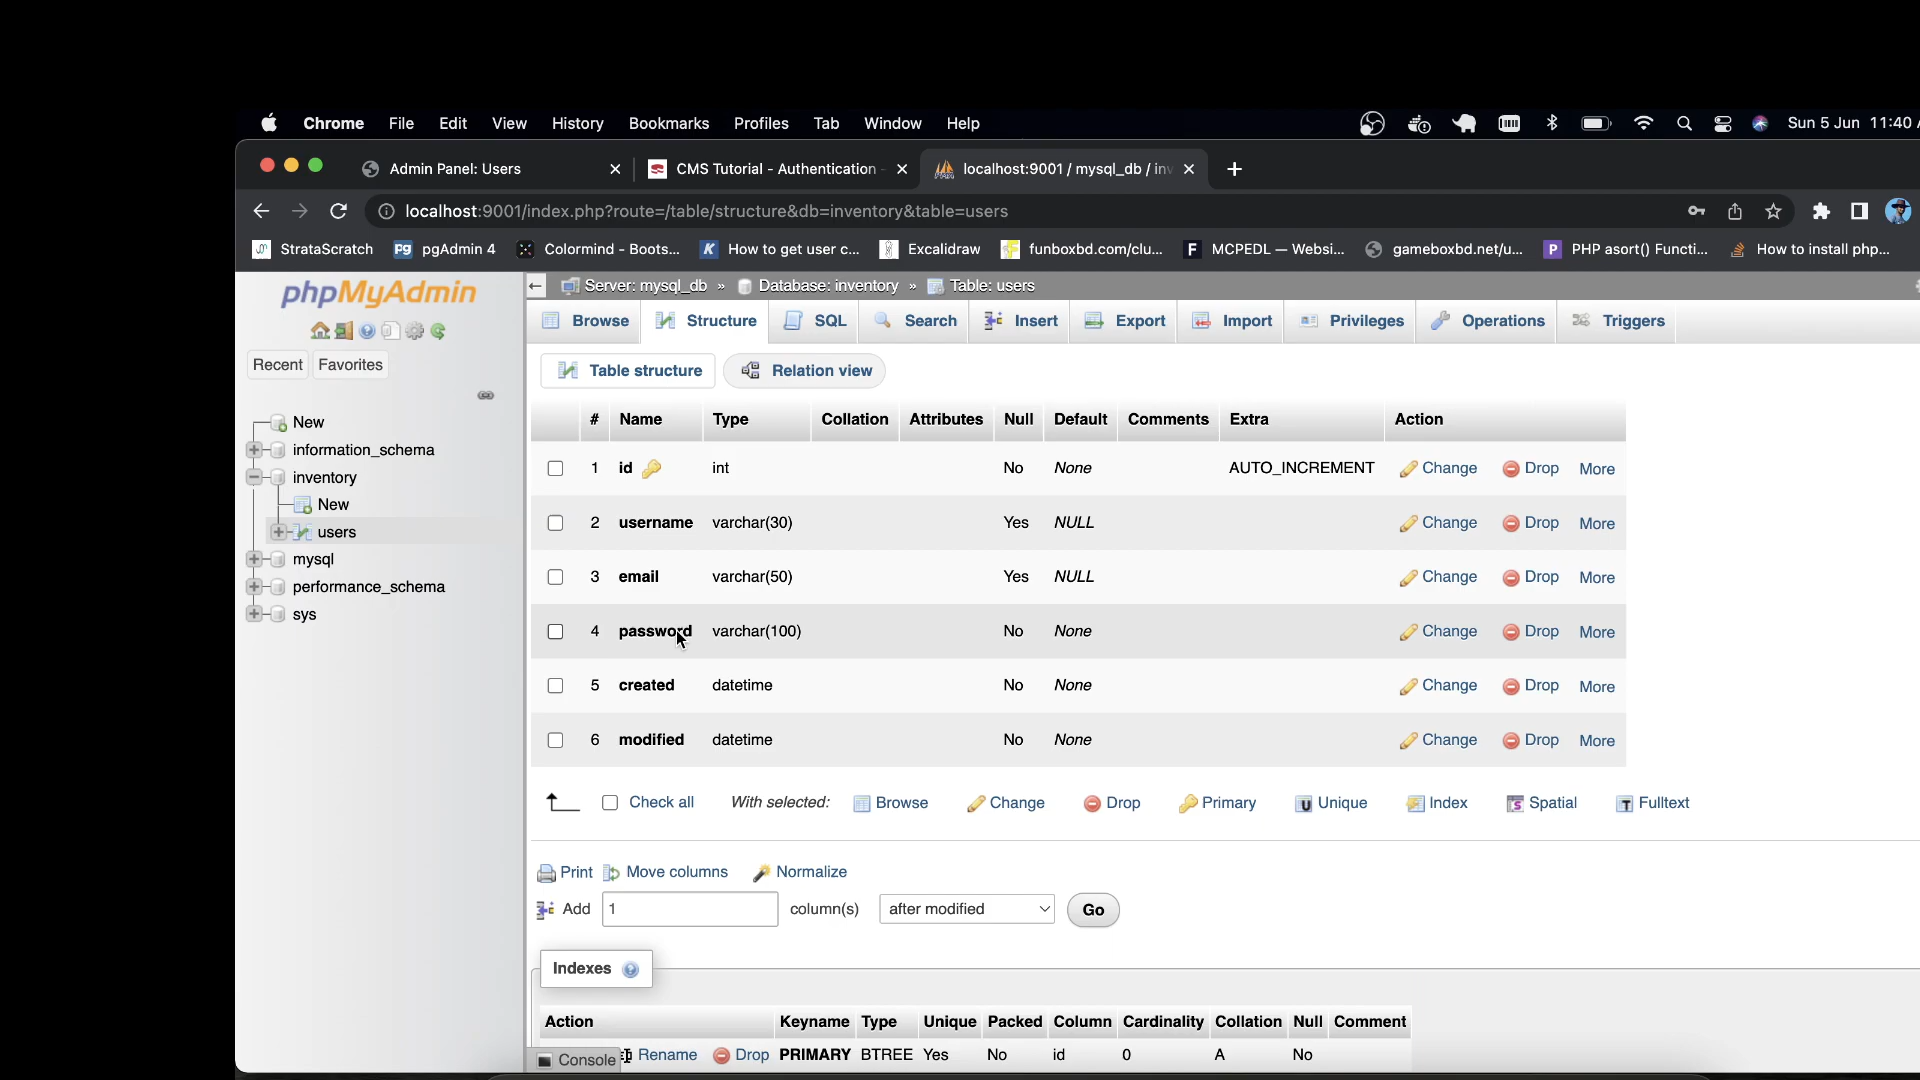 Chrome File Edit View History Bookmarks Profiles Tab Window Help Sun 5 Jun 11:40
Admin Panel: Users CMS Tutorial - Authentication - localhost:9001 / mysql_db / inv
localhost:9001/index.php?route=/table/structure&db=inventory&table=users
StrataScratch pgAdmin 4 Colormind - Boots... How to get user c... Excalidraw funboxbd.com/clu... MCPEDL — Websi... gameboxbd.net/u... PHP asort() Functi... How to install php...
phpMyAdmin
Recent Favorites
New
information_schema
inventory
New
users
mysql
performance_schema
sys
Server: mysql_db » Database: inventory » Table: users
Browse Structure SQL Search Insert Export Import Privileges Operations Triggers
Table structure Relation view
# Name Type Collation Attributes Null Default Comments Extra Action
1 id int No None AUTO_INCREMENT Change Drop More
2 username varchar(30) Yes NULL Change Drop More
3 email varchar(50) Yes NULL Change Drop More
4 password varchar(100) No None Change Drop More
5 created datetime No None Change Drop More
6 modified datetime No None Change Drop More
Check all With selected: Browse Change Drop Primary Unique Index Spatial Fulltext
Print Move columns Normalize
Add 1 column(s) after modified Go
Indexes
Action Keyname Type Unique Packed Column Cardinality Collation Null Comment
Rename Drop PRIMARY BTREE Yes No id 0 A No
Console